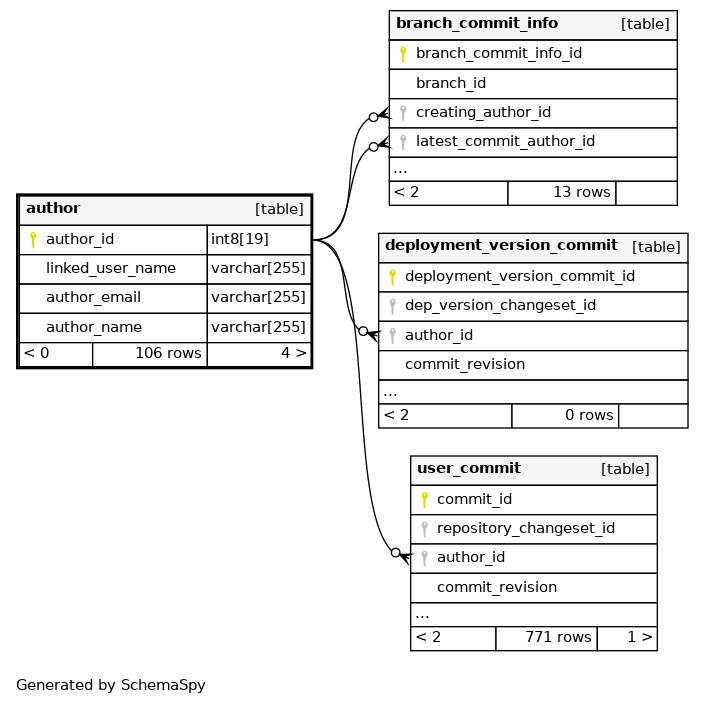 branch_commit_info [table]
branch_commit_info_id
branch_id
creating_author_id
latest_commit_author_id
...
< 2 13 rows
author [table]
author_id int8[19]
linked_user_name varchar[255]
author_email varchar[255]
author_name varchar[255]
< 0 106 rows 4 >
deployment_version_commit [table]
deployment_version_commit_id
dep_version_changeset_id
author_id
commit_revision
...
< 2 0 rows
user_commit [table]
commit_id
repository_changeset_id
author_id
commit_revision
...
< 2 771 rows 1 >
Generated by SchemaSpy